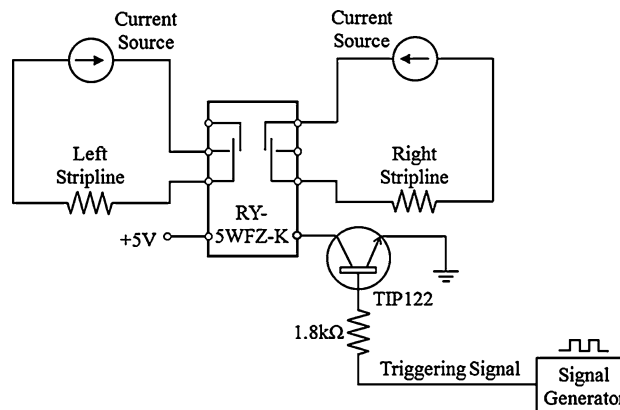 Current
Source
Current
Source
Left
Stripline
Right
Stripline
RY-
5WFZ-K
+5V
TIP122
1.8kΩ
Triggering Signal
Signal
Generator